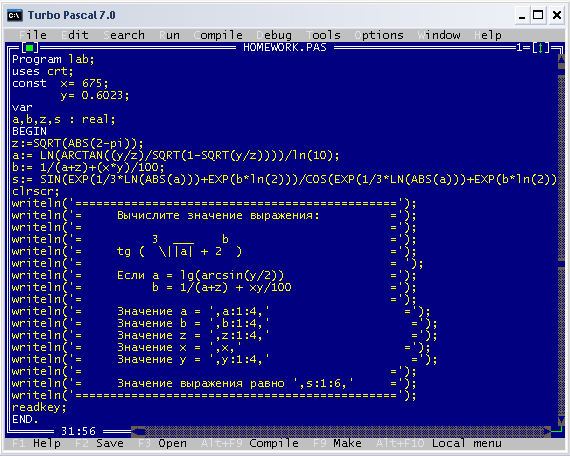 Turbo Pascal 7.0
File Edit Search Run Compile Debug Tools Options Window Help
HOMEWORK.PAS 1=[↑]
Program lab;
uses crt;
const x= 675;
y= 0.6023;
var
a,b,z,s : real;
BEGIN
z:=SQRT(ABS(2-pi));
a:= LN(ARCTAN((y/z)/SQRT(1-SQRT(y/z))))/ln(10);
b:= 1/(a+z)+(x*y)/100;
s:= SIN(EXP(1/3*LN(ABS(a)))+EXP(b*ln(2)))/COS(EXP(1/3*LN(ABS(a)))+EXP(b*ln(2))
clrscr;
writeln('==============================================');
writeln('=     Вычислите значение выражения:          =');
writeln('=                                            =');
writeln('=          3  ___    b                       =');
writeln('=     tg (  \||a| + 2  )                     =');
writeln('=                                            =');
writeln('=     Если a = lg(arcsin(y/2))               =');
writeln('=          b = 1/(a+z) + xy/100              =');
writeln('=                                            =');
writeln('=     Значение a = ',a:1:4,'                 =');
writeln('=     Значение b = ',b:1:4,'                    =');
writeln('=     Значение z = ',z:1:4,'                    =');
writeln('=     Значение x = ',x,'                     =');
writeln('=     Значение y = ',y:1:4,'                    =');
writeln('=                                            =');
writeln('=     Значение выражения равно ',s:1:6,'     =');
writeln('==============================================');
readkey;
END.
31:56
F1 Help F2 Save F3 Open Alt+F9 Compile F9 Make Alt+F10 Local menu